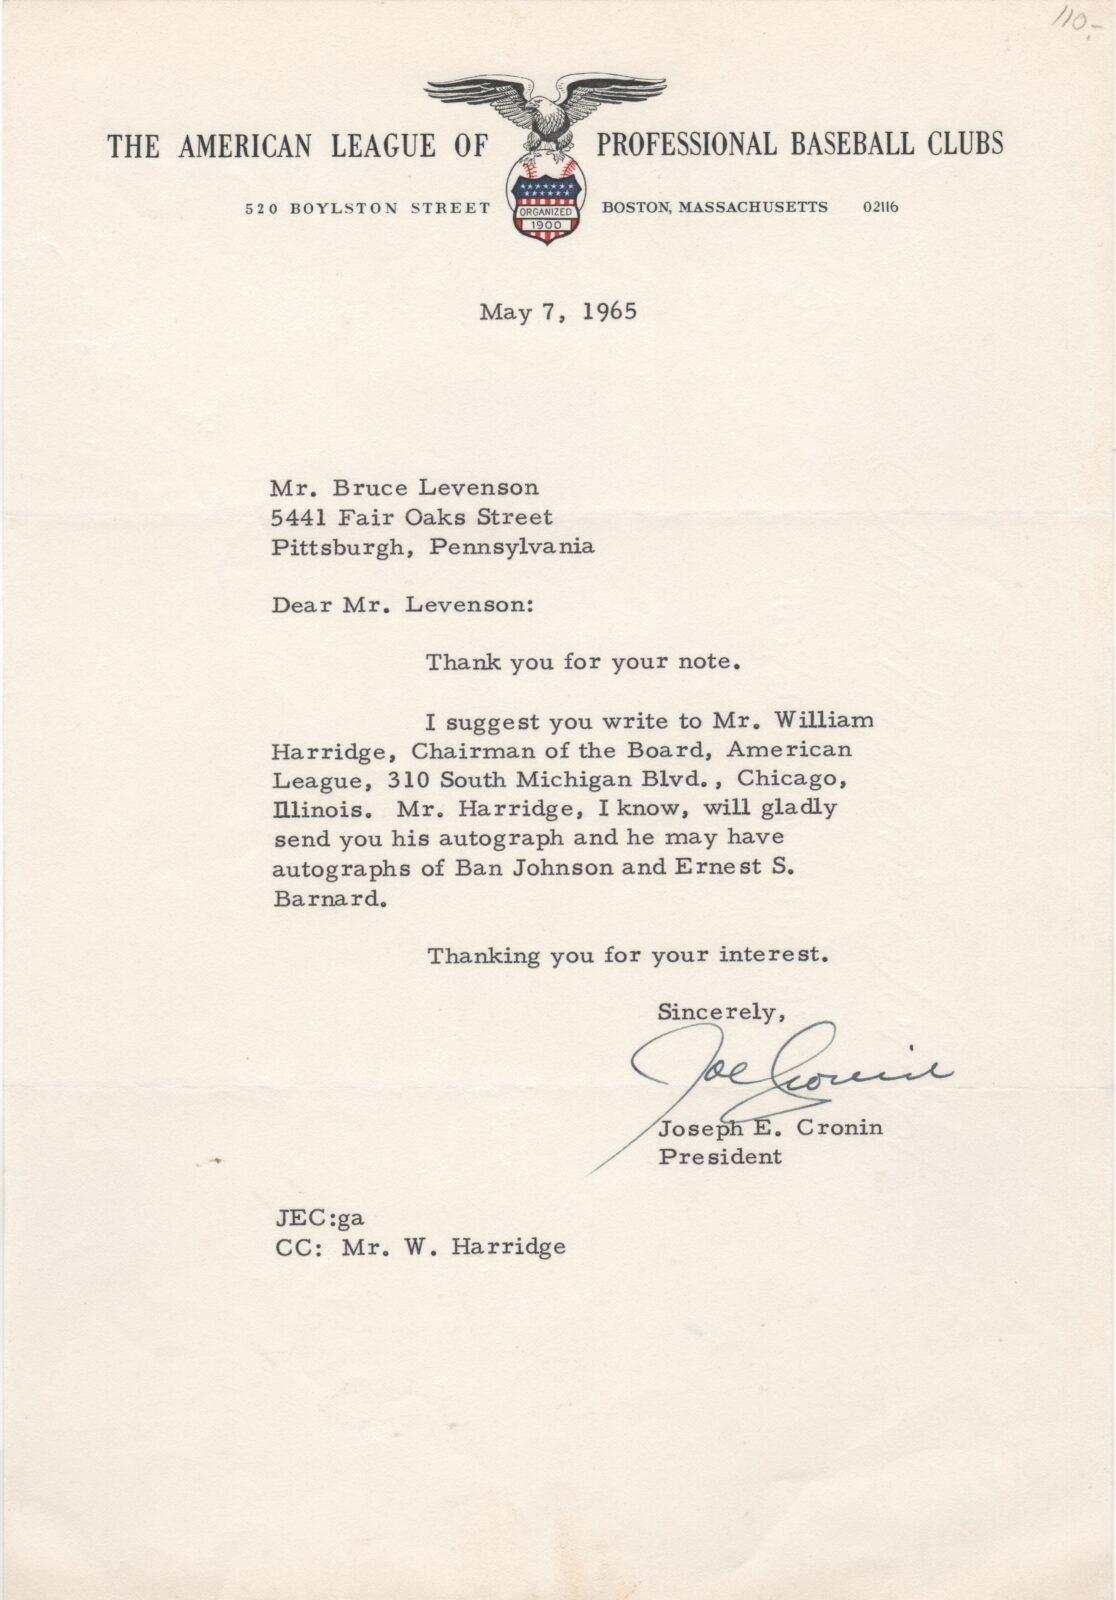 110.-
THE AMERICAN LEAGUE OF PROFESSIONAL BASEBALL CLUBS
520 BOYLSTON STREET BOSTON, MASSACHUSETTS 02116
ORGANIZED
1900
May 7, 1965
Mr. Bruce Levenson
5441 Fair Oaks Street
Pittsburgh, Pennsylvania
Dear Mr. Levenson:
Thank you for your note.
I suggest you write to Mr. William
Harridge, Chairman of the Board, American
League, 310 South Michigan Blvd., Chicago,
Illinois. Mr. Harridge, I know, will gladly
send you his autograph and he may have
autographs of Ban Johnson and Ernest S.
Barnard.
Thanking you for your interest.
Sincerely,
Joe Cronin
Joseph E. Cronin
President
JEC:ga
CC: Mr. W. Harridge